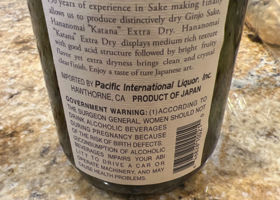 years of experience in Sake making Finally
allows us to produce distinctively dry Ginjo Sake,
Hananomai "Katana" Extra Dry. Hananomai
"Katana" Extra Dry displays medium rich texture
with good acid structure followed by bright fruity
flavor yet extra dryness brings clean and crystal
clear Finish. Enjoy a taste of ture Japanese art.
IMPORTED BY Pacific International Liquor, Inc.
HAWTHORNE, CA PRODUCT OF JAPAN
GOVERNMENT WARNING: (1) ACCORDING TO
THE SURGEON GENERAL, WOMEN SHOULD NOT
DRINK ALCOHOLIC BEVERAGES
DURING PREGNANCY BECAUSE
OF THE RISK OF BIRTH DEFECTS.
CONSUMPTION OF ALCOHOLIC
BEVERAGES IMPAIRS YOUR ABI
TY TO DRIVE A CAR OR
OPERATE MACHINERY, AND MAY
CAUSE HEALTH PROBLEMS.